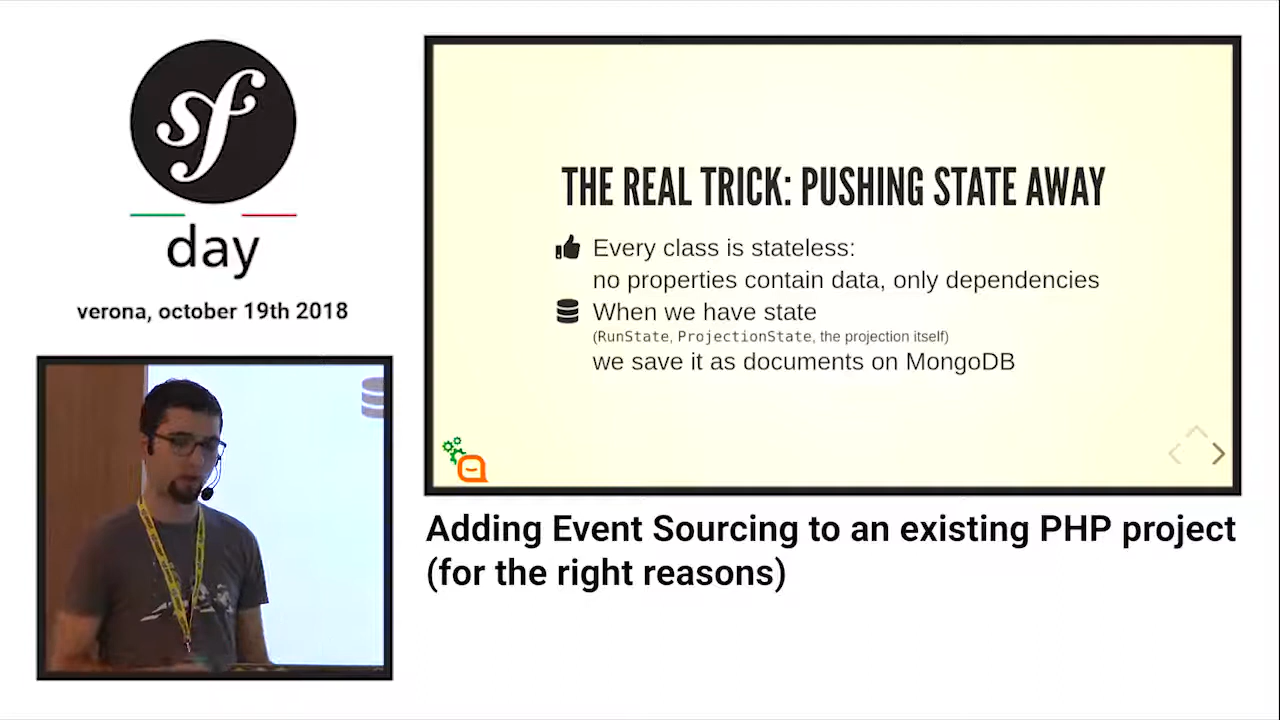 sf
day
verona, october 19th 2018
THE REAL TRICK: PUSHING STATE AWAY
Every class is stateless:
no properties contain data, only dependencies
When we have state
(RunState, ProjectionState, the projection itself)
we save it as documents on MongoDB
Adding Event Sourcing to an existing PHP project
(for the right reasons)